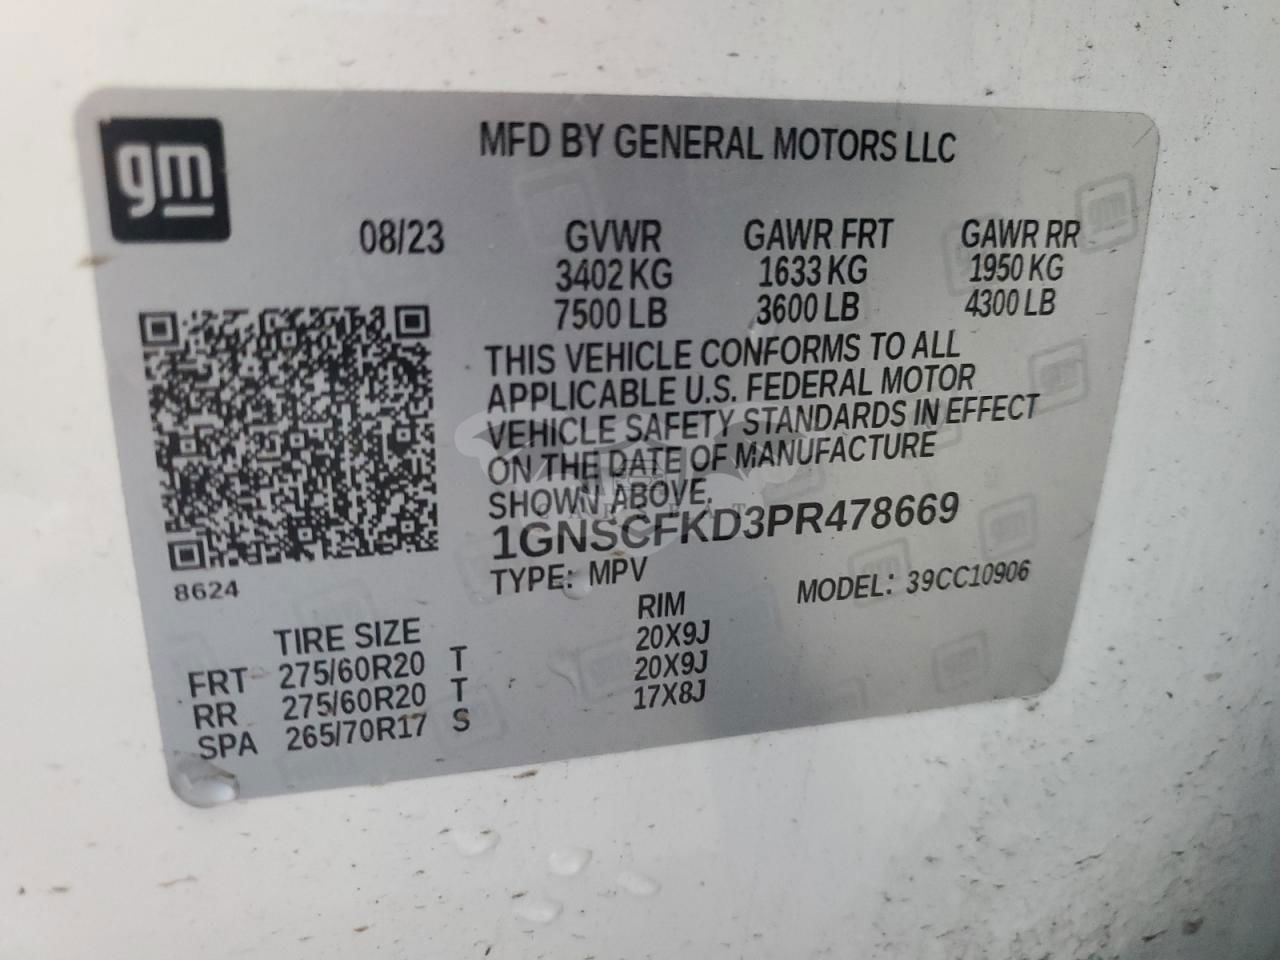 gm
MFD BY GENERAL MOTORS LLC
08/23 GVWR GAWR FRT GAWR RR
3402 KG 1633 KG 1950 KG
7500 LB 3600 LB 4300 LB
THIS VEHICLE CONFORMS TO ALL
APPLICABLE U.S. FEDERAL MOTOR
VEHICLE SAFETY STANDARDS IN EFFECT
ON THE DATE OF MANUFACTURE
SHOWN ABOVE.
1GNSCFKD3PR478669
8624
TYPE: MPV MODEL: 39CC10906
TIRE SIZE RIM
FRT 275/60R20 T 20X9J
RR 275/60R20 T 20X9J
SPA 265/70R17 S 17X8J